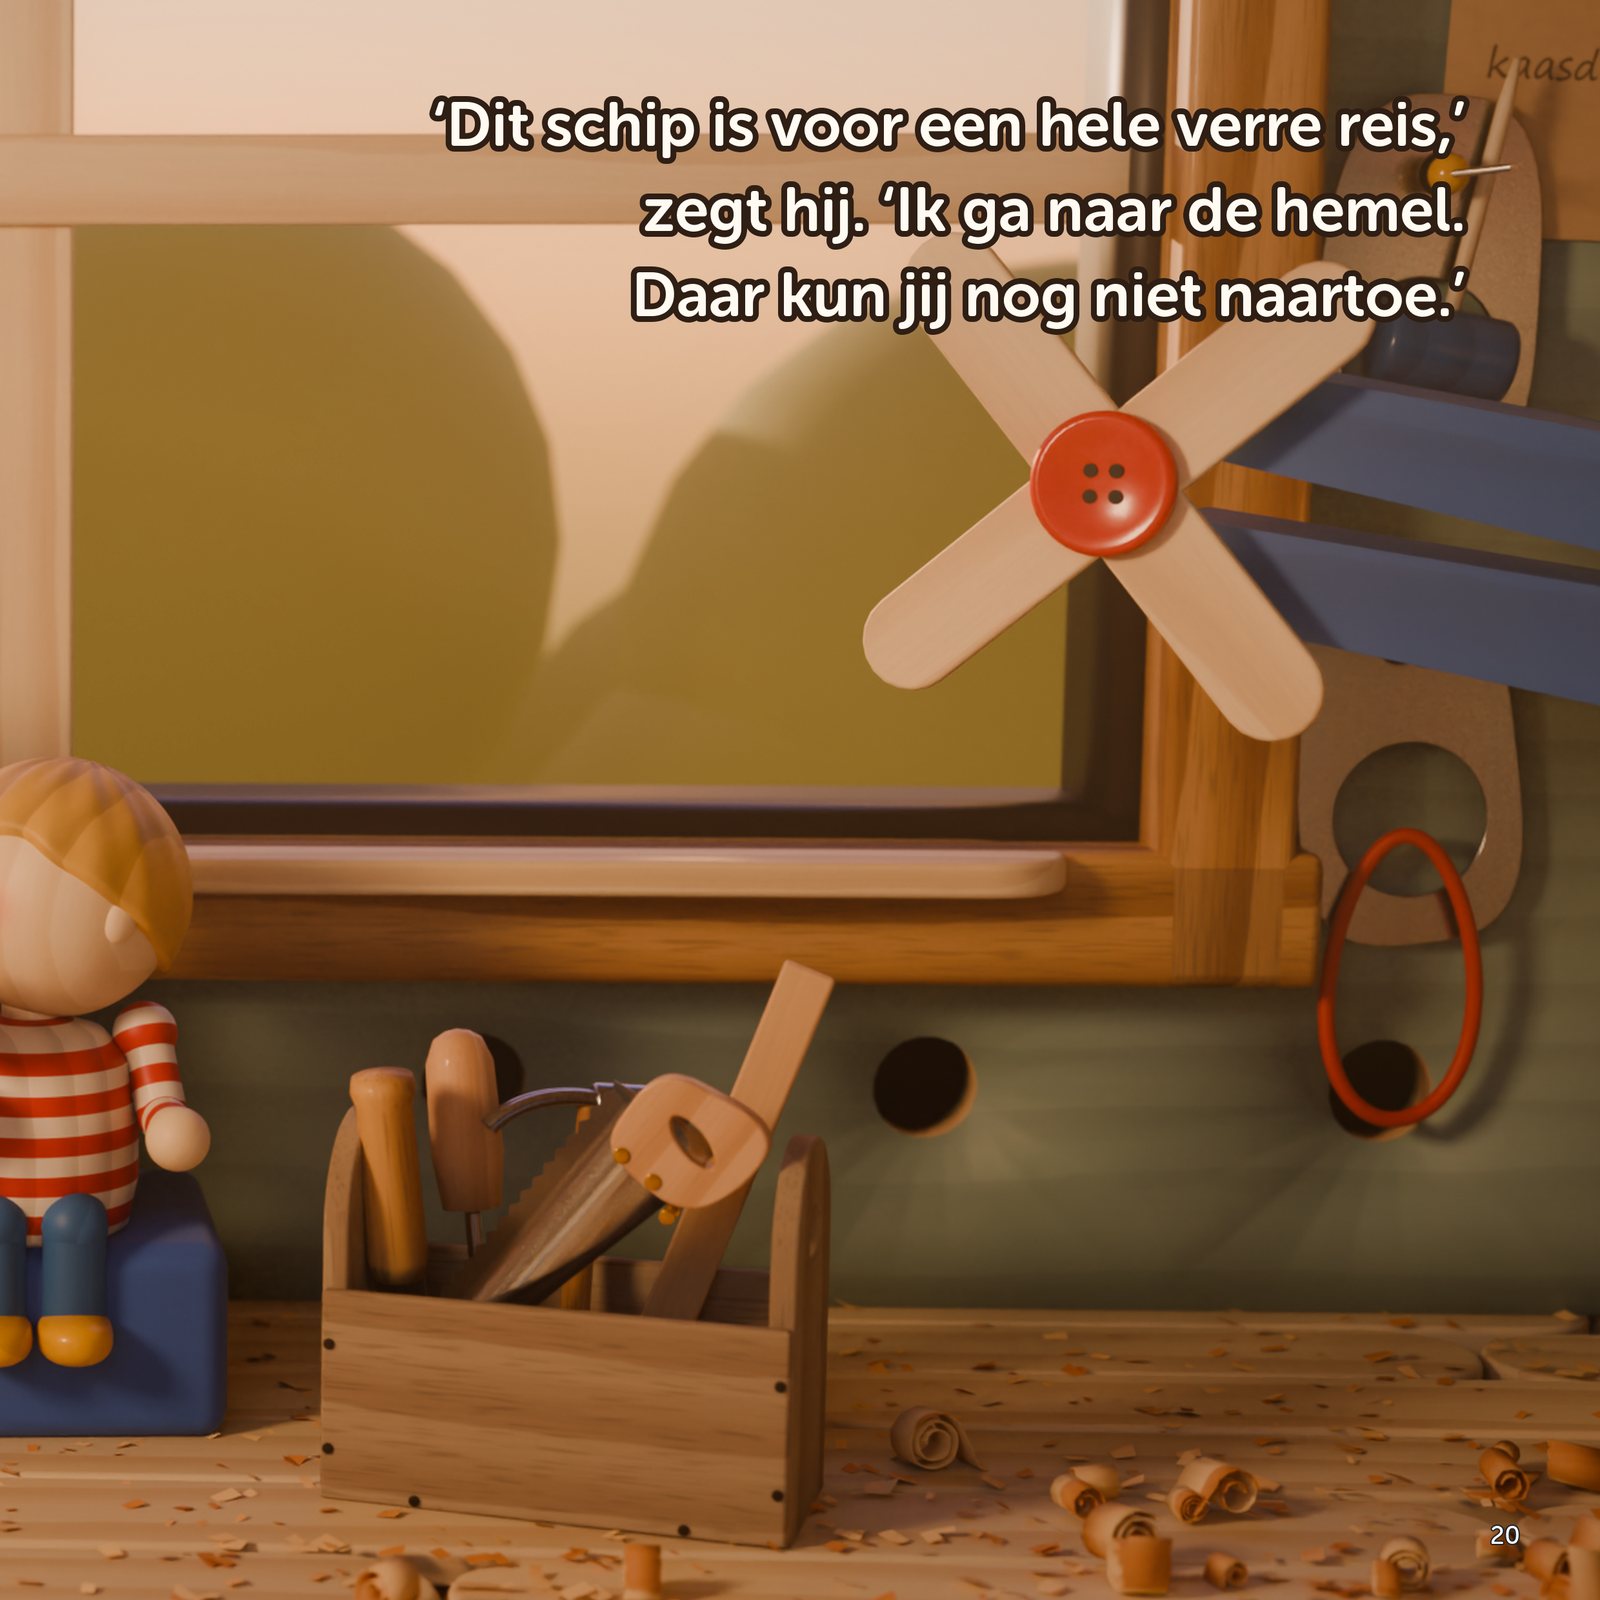 ‘Dit schip is voor een hele verre reis,’
zegt hij. ‘Ik ga naar de hemel.
Daar kun jij nog niet naartoe.’
20